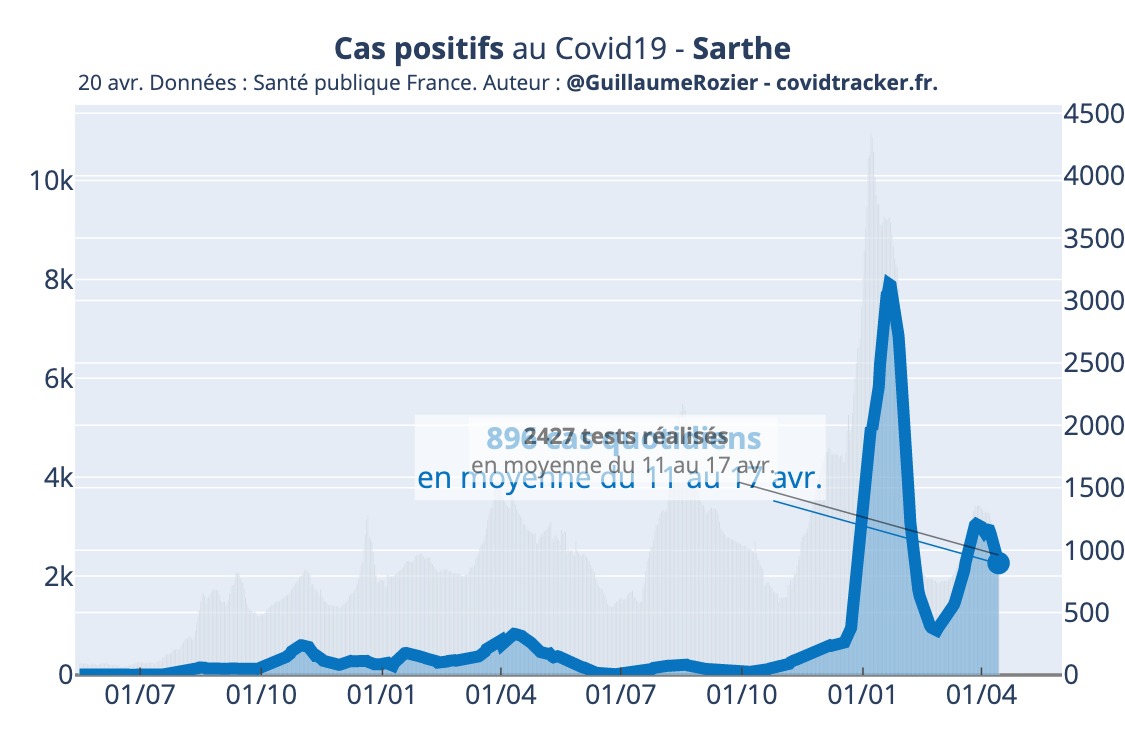 Cas positifs au Covid19 - Sarthe
20 avr. Données : Santé publique France. Auteur : @GuillaumeRozier - covidtracker.fr.
4500
10k
4000
3500
8k
3000
6k
2500
2000
896 cas quotidiens
2427 tests réalisés
en moyenne du 11 au 17 avr.
en moyenne du 11 au 17 avr.
4k
1500
1000
2k
500
0
0
01/07 01/10 01/01 01/04 01/07 01/10 01/01 01/04